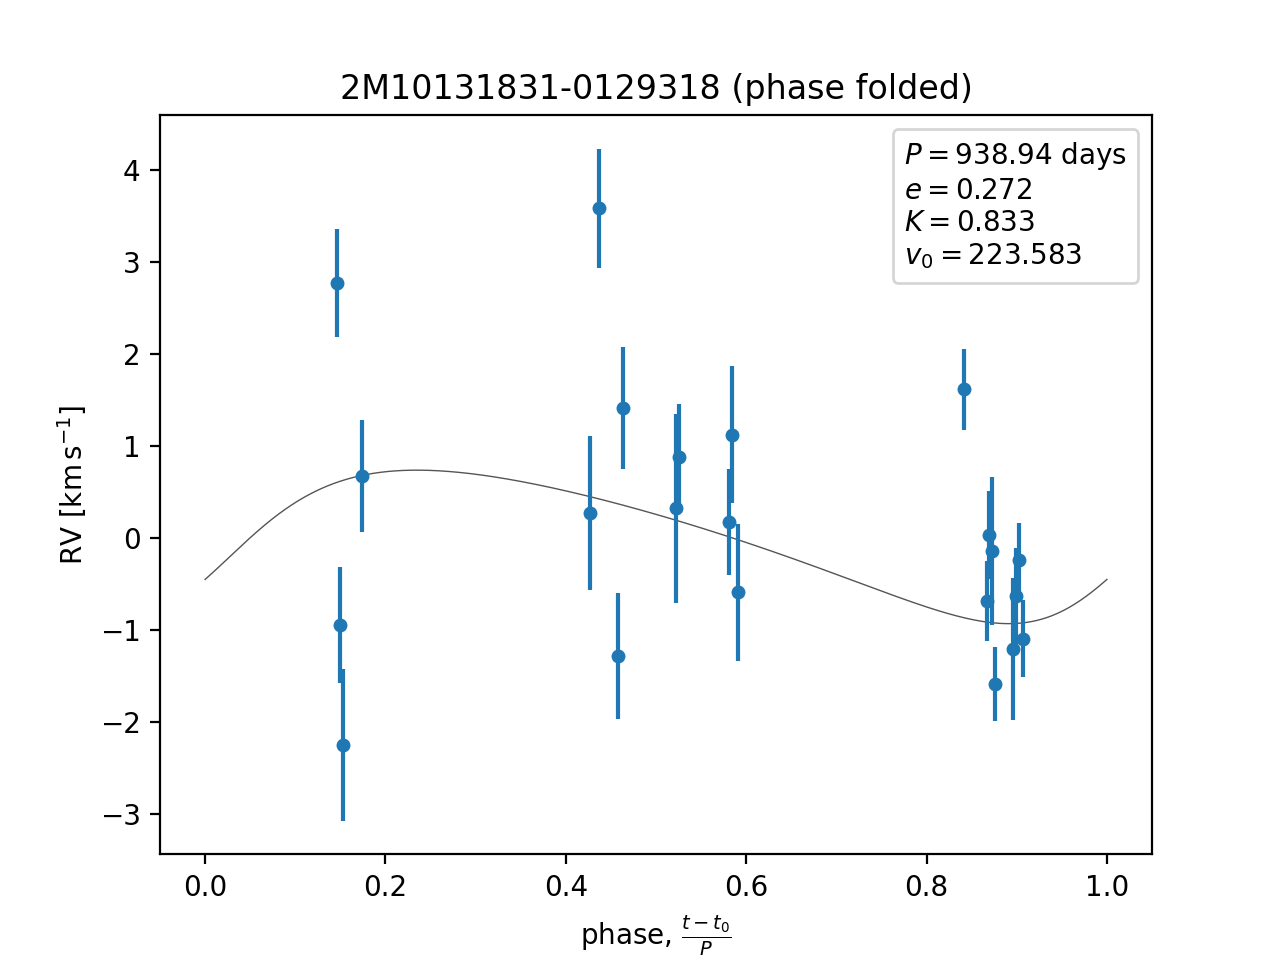 2M10131831-0129318 (phase folded)
P = 938.94 days
e = 0.272
K = 0.833
v₀ = 223.583
RV [km s⁻¹]
4
3
2
1
0
−1
−2
−3
0.0 0.2 0.4 0.6 0.8 1.0
phase, (t − t₀)/P